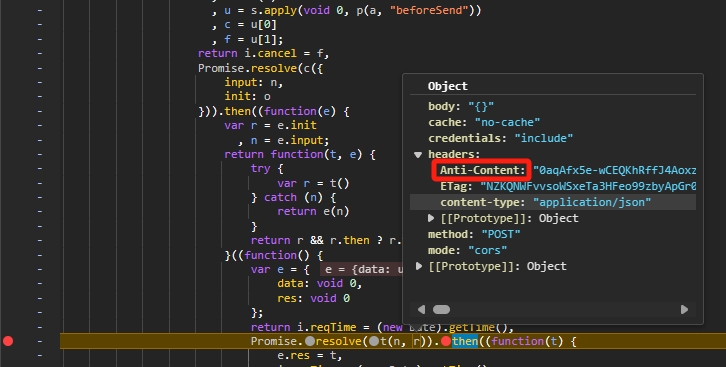 , u = s.apply(void 0, p(a, "beforeSend"))
, c = u[0]
, f = u[1];
return i.cancel = f,
Promise.resolve(c({
input: n,
init: o
})).then((function(e) {
var r = e.init
, n = e.input;
return function(t, e) {
try {
var r = t()
} catch (n) {
return e(n)
}
return r && r.then ? r.
}((function() {
var e = { e = {data: u
data: void 0,
res: void 0
};
return i.reqTime = (new Date).getTime(),
Promise.resolve(t(n, r)).then((function(t) {
e.res = t,
Object
body: "{}"
cache: "no-cache"
credentials: "include"
headers:
Anti-Content: "0aqAfx5e-wCEQKhRffJ4Aoxz
ETag: "NZKQNWFvvsoWSxeTa3HFeo99zbyApGr0
content-type: "application/json"
[[Prototype]]: Object
method: "POST"
mode: "cors"
[[Prototype]]: Object